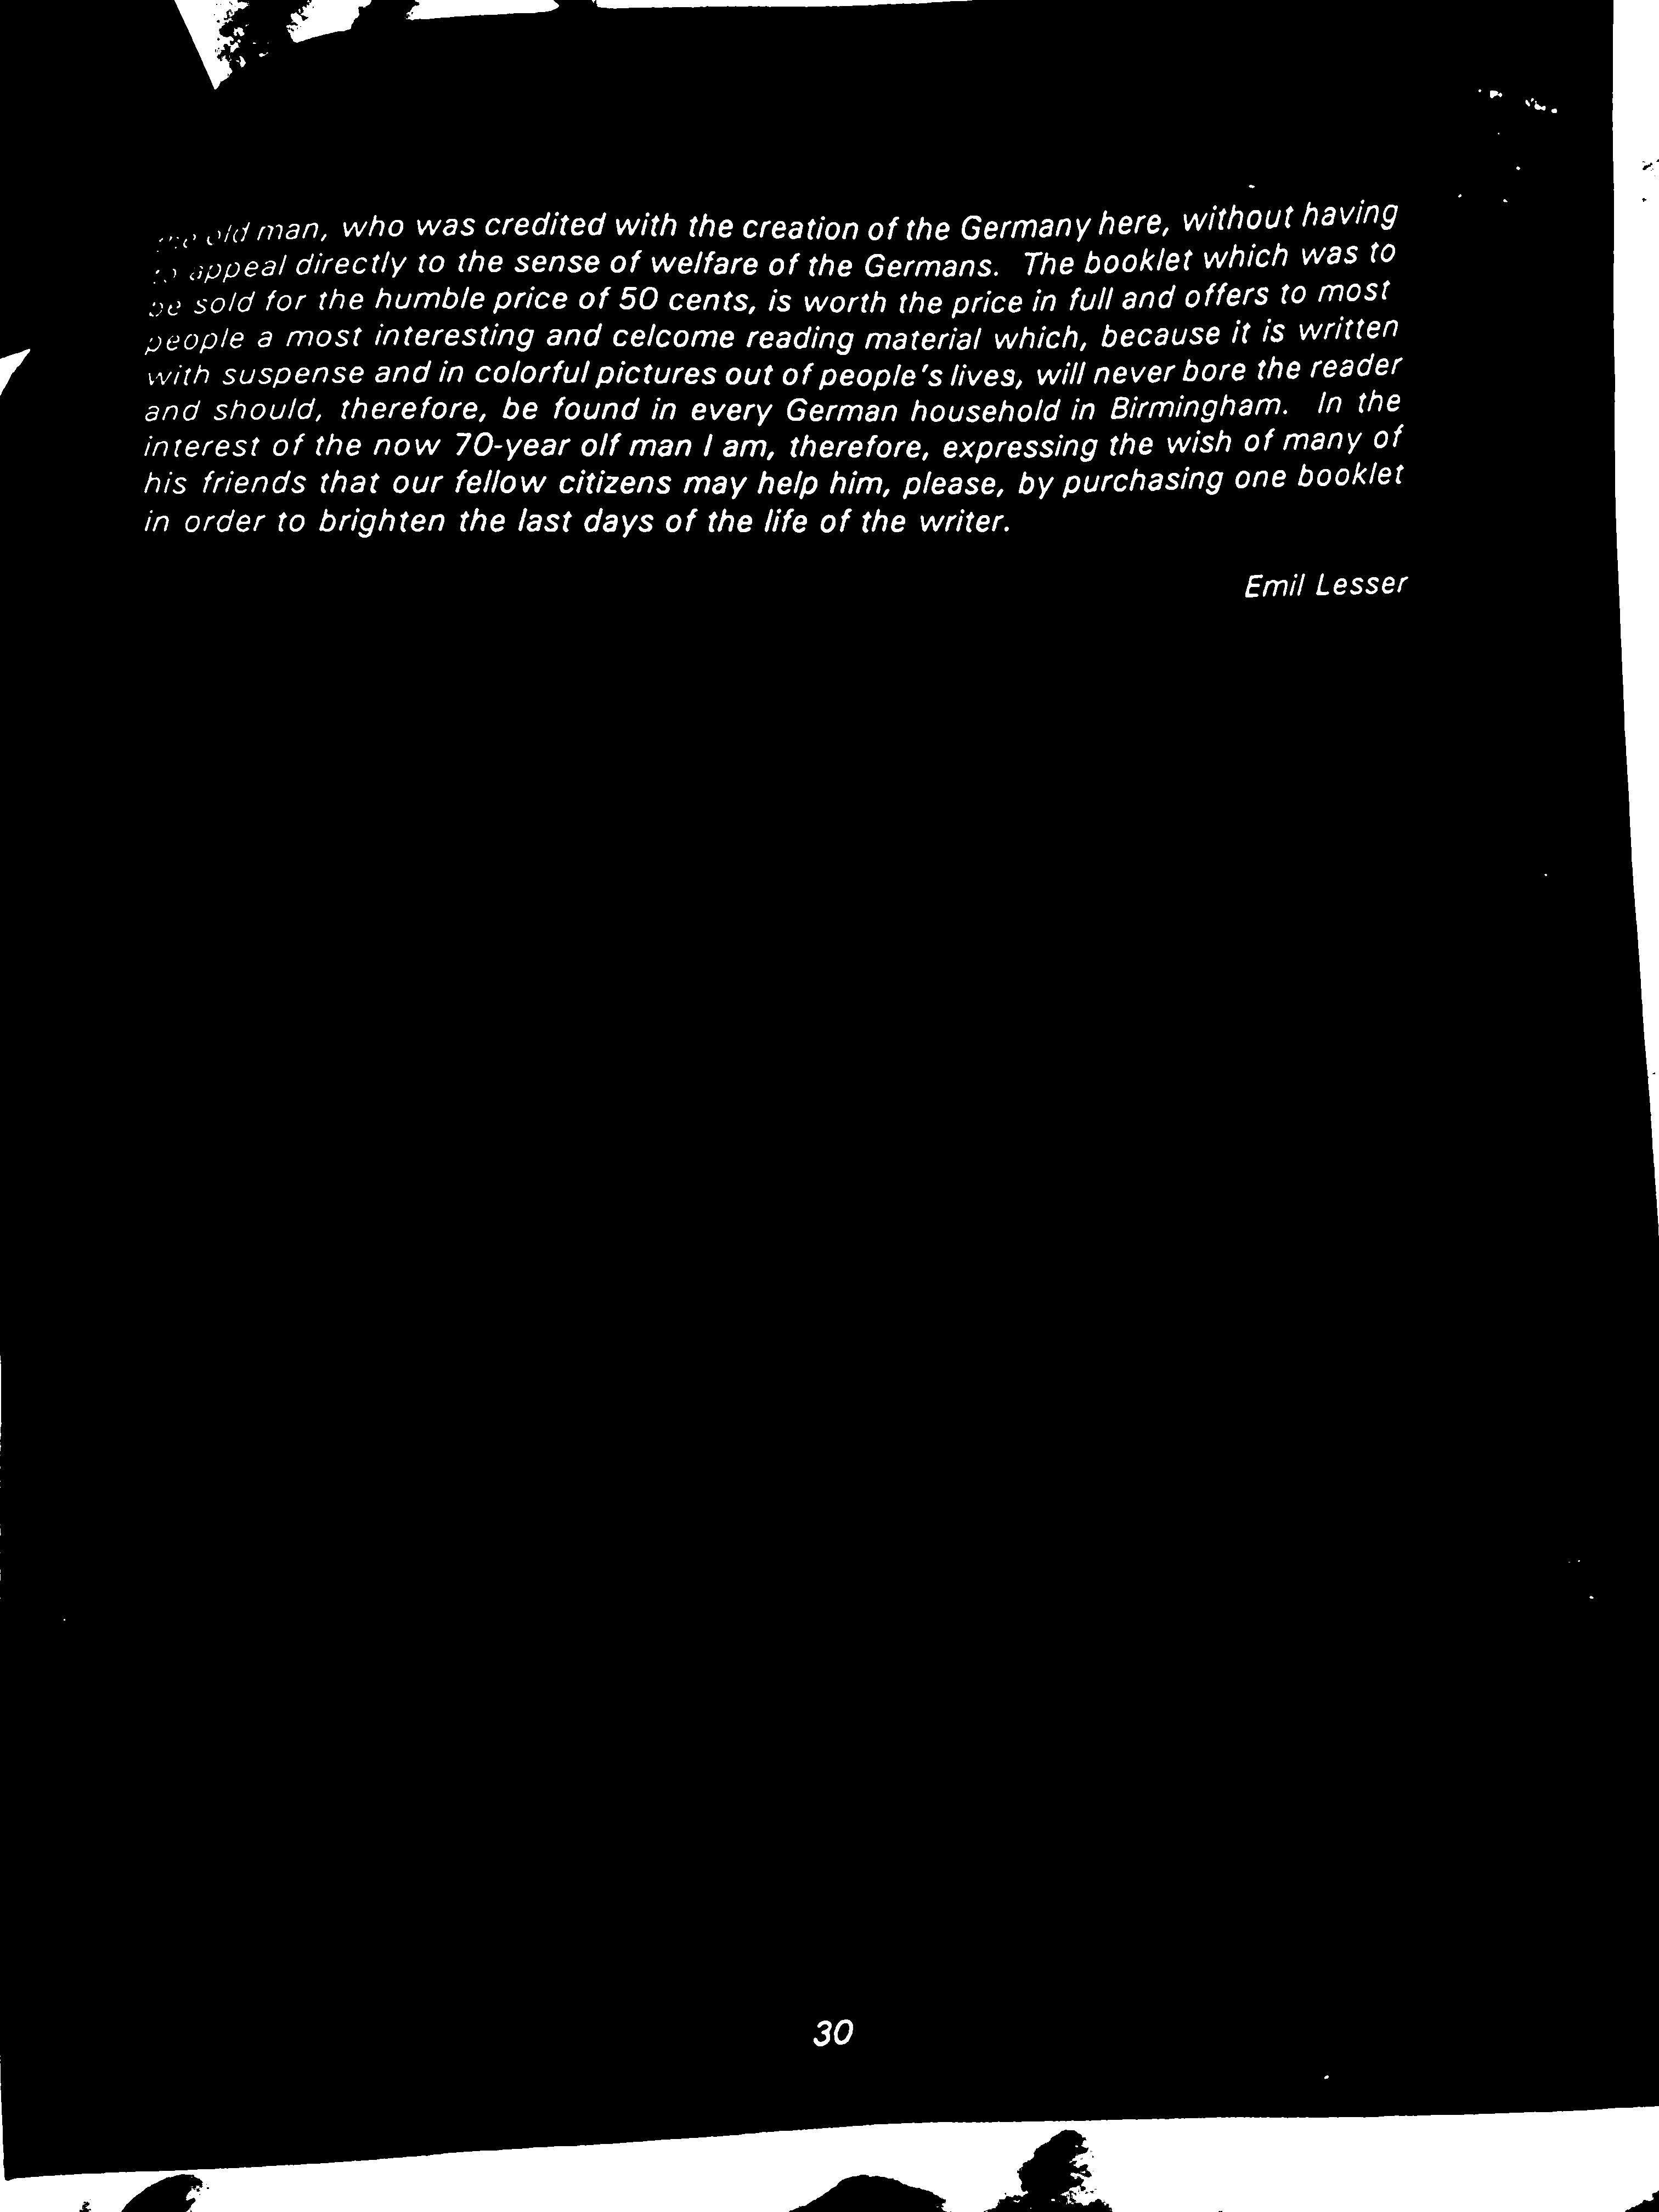 the old man, who was credited with the creation of the Germany here, without having
to appeal directly to the sense of welfare of the Germans. The booklet which was to
be sold for the humble price of 50 cents, is worth the price in full and offers to most
people a most interesting and celcome reading material which, because it is written
with suspense and in colorful pictures out of people's lives, will never bore the reader
and should, therefore, be found in every German household in Birmingham. In the
interest of the now 70-year olf man I am, therefore, expressing the wish of many of
his friends that our fellow citizens may help him, please, by purchasing one booklet
in order to brighten the last days of the life of the writer.
Emil Lesser
30